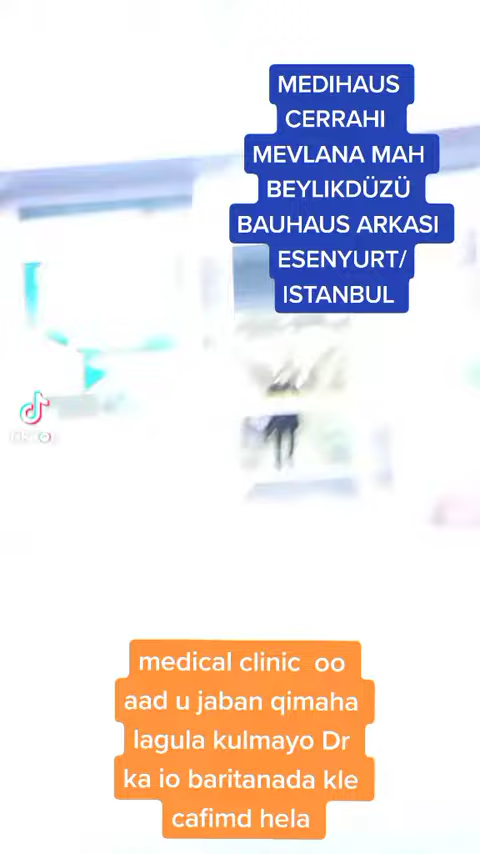 MEDIHAUS
CERRAHI
MEVLANA MAH
BEYLIKDÜZÜ
BAUHAUS ARKASI
ESENYURT/
ISTANBUL
medical clinic oo
aad u jaban qimaha
lagula kulmayo Dr
ka io baritanada kle
cafimd hela